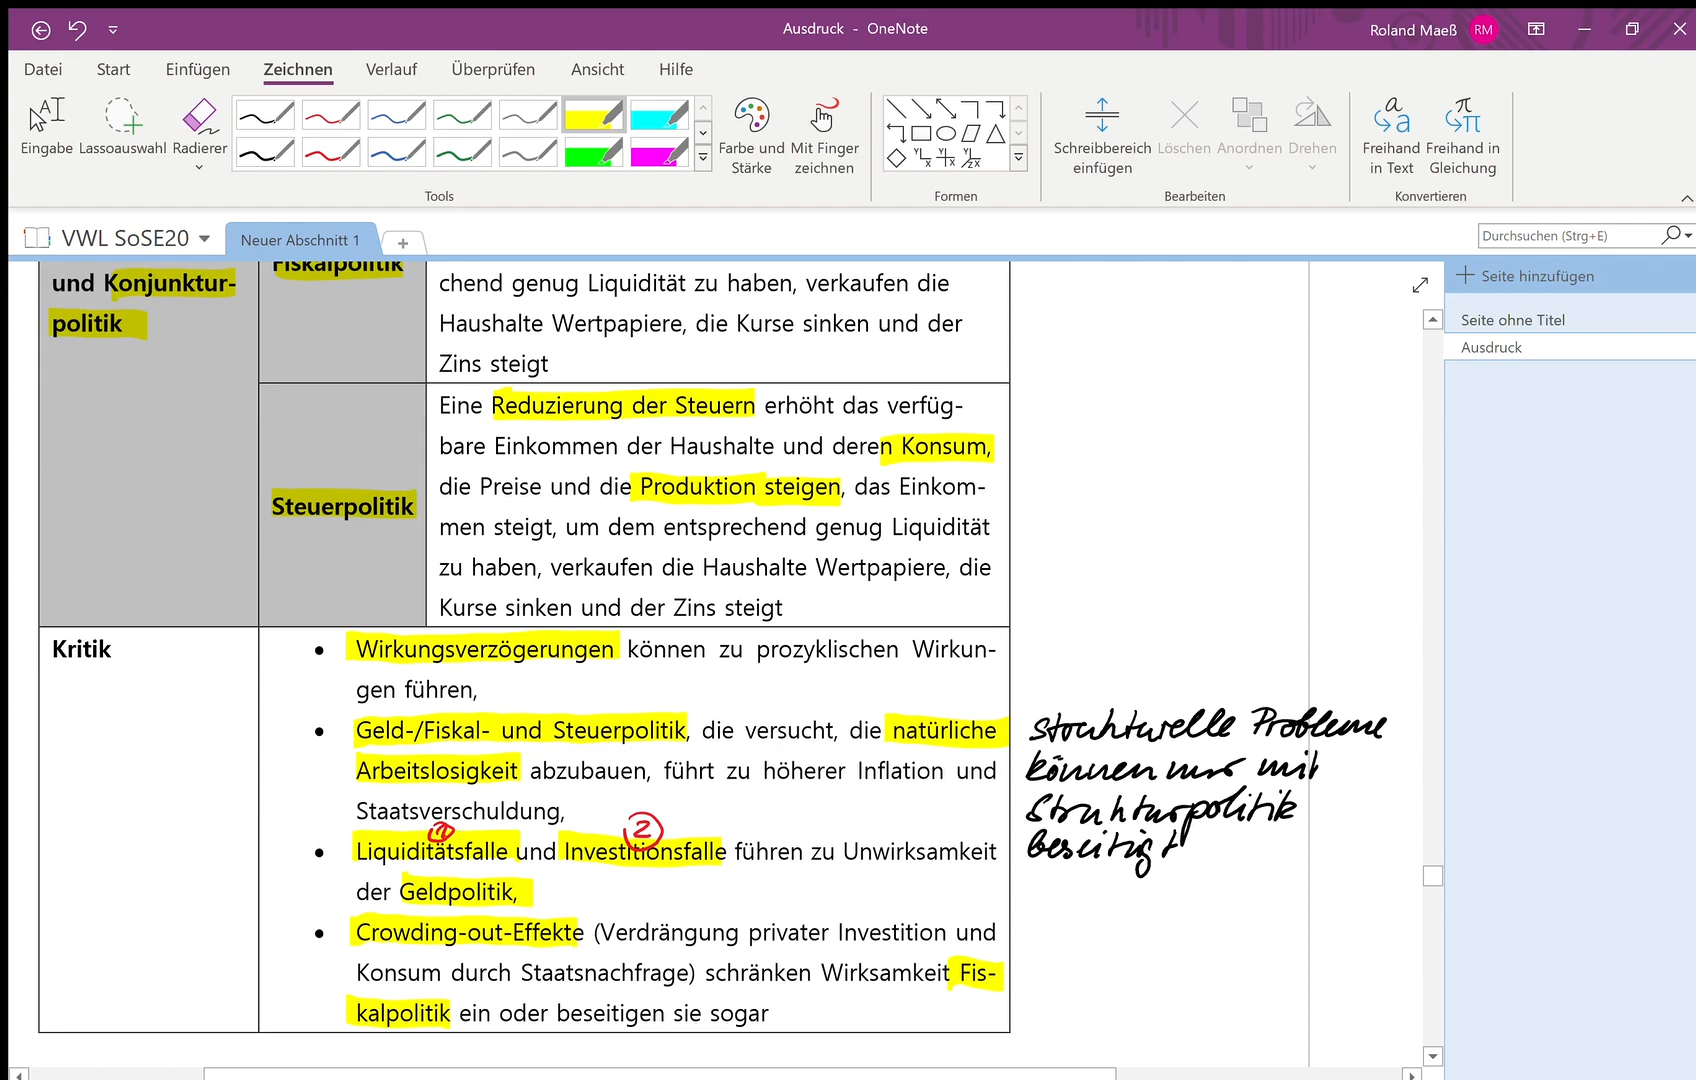 Ausdruck - OneNote
Roland Maeß RM
Datei Start Einfügen Zeichnen Verlauf Überprüfen Ansicht Hilfe
Eingabe Lassoauswahl Radierer Farbe und Stärke Mit Finger zeichnen Schreibbereich einfügen Löschen Anordnen Drehen Freihand in Text Freihand in Gleichung
Tools Formen Bearbeiten Konvertieren
VWL SoSE20 Neuer Abschnitt 1
Durchsuchen (Strg+E)
Seite hinzufügen
Seite ohne Titel
Ausdruck
und Konjunktur-
politik
Fiskalpolitik
chend genug Liquidität zu haben, verkaufen die
Haushalte Wertpapiere, die Kurse sinken und der
Zins steigt
Steuerpolitik
Eine Reduzierung der Steuern erhöht das verfüg-
bare Einkommen der Haushalte und deren Konsum,
die Preise und die Produktion steigen, das Einkom-
men steigt, um dem entsprechend genug Liquidität
zu haben, verkaufen die Haushalte Wertpapiere, die
Kurse sinken und der Zins steigt
Kritik
• Wirkungsverzögerungen können zu prozyklischen Wirkun-
gen führen,
• Geld-/Fiskal- und Steuerpolitik, die versucht, die natürliche
Arbeitslosigkeit abzubauen, führt zu höherer Inflation und
Staatsverschuldung,
1 2
• Liquiditätsfalle und Investitionsfalle führen zu Unwirksamkeit
der Geldpolitik,
• Crowding-out-Effekte (Verdrängung privater Investition und
Konsum durch Staatsnachfrage) schränken Wirksamkeit Fis-
kalpolitik ein oder beseitigen sie sogar
strukturelle Probleme
können nur mit
Strukturpolitik
beseitigt